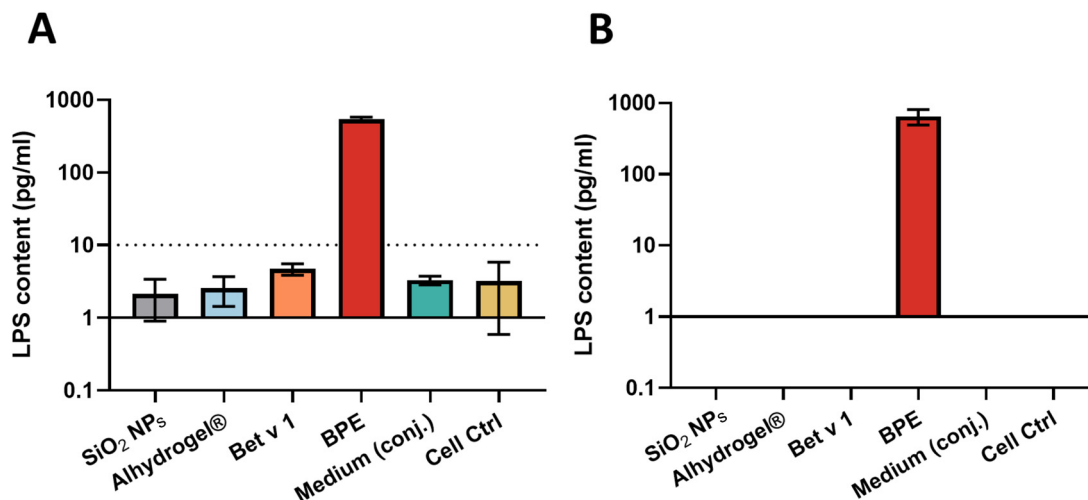 A
LPS content (pg/ml)
1000
100
10
1
0.1
SiO₂ NPₛ
Alhydrogel®
Bet v 1
BPE
Medium (conj.)
Cell Ctrl
B
LPS content (pg/ml)
1000
100
10
1
0.1
SiO₂ NPₛ
Alhydrogel®
Bet v 1
BPE
Medium (conj.)
Cell Ctrl